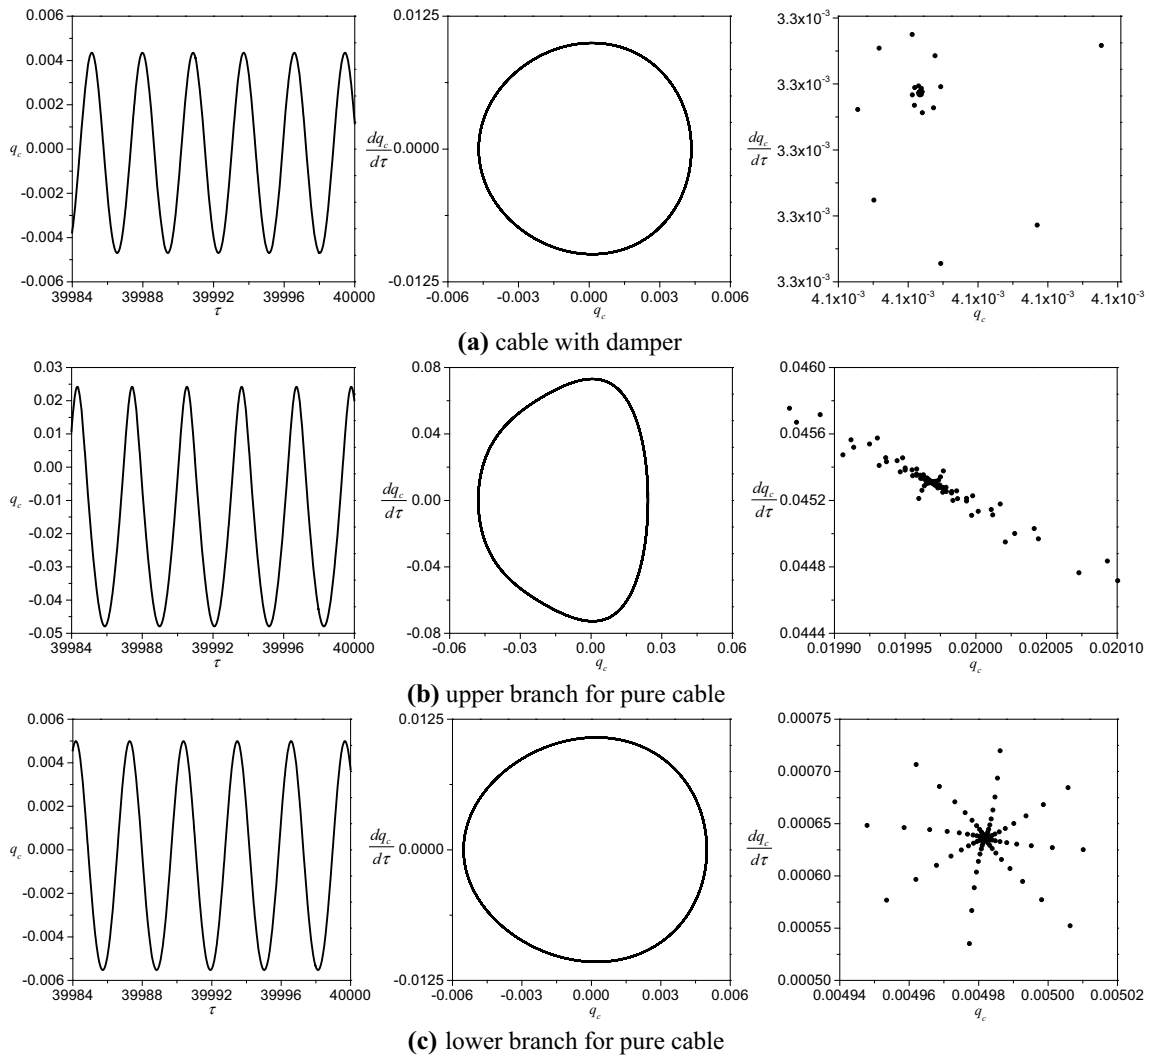 0.006
0.004
0.002
0.000
-0.002
-0.004
-0.006
q_c
39984 39988 39992 39996 40000
τ
0.0125
0.0000
-0.0125
dq_c
dτ
-0.006 -0.003 0.000 0.003 0.006
q_c
3.3x10⁻³
3.3x10⁻³
3.3x10⁻³
3.3x10⁻³
3.3x10⁻³
dq_c
dτ
4.1x10⁻³ 4.1x10⁻³ 4.1x10⁻³ 4.1x10⁻³ 4.1x10⁻³
q_c
(a) cable with damper
0.03
0.02
0.01
0.00
-0.01
-0.02
-0.03
-0.04
-0.05
q_c
39984 39988 39992 39996 40000
τ
0.08
0.04
0.00
-0.04
-0.08
dq_c
dτ
-0.06 -0.03 0.00 0.03 0.06
q_c
0.0460
0.0456
0.0452
0.0448
0.0444
dq_c
dτ
0.01990 0.01995 0.02000 0.02005 0.02010
q_c
(b) upper branch for pure cable
0.006
0.004
0.002
0.000
-0.002
-0.004
-0.006
q_c
39984 39988 39992 39996 40000
τ
0.0125
0.0000
-0.0125
dq_c
dτ
-0.006 -0.003 0.000 0.003 0.006
q_c
0.00075
0.00070
0.00065
0.00060
0.00055
0.00050
dq_c
dτ
0.00494 0.00496 0.00498 0.00500 0.00502
q_c
(c) lower branch for pure cable